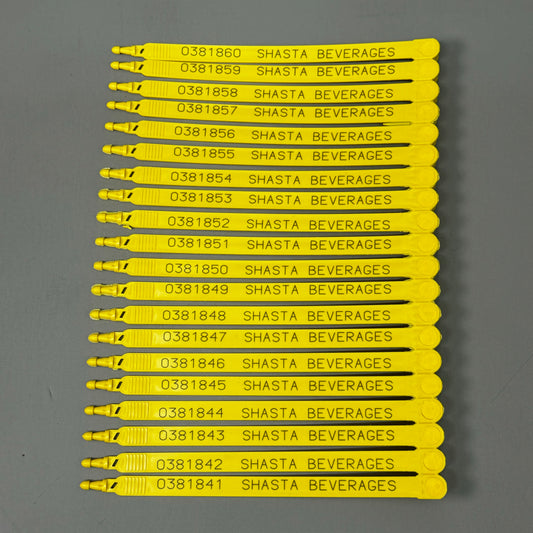 0381860 SHASTA BEVERAGES
0381859 SHASTA BEVERAGES
0381858 SHASTA BEVERAGES
0381857 SHASTA BEVERAGES
0381856 SHASTA BEVERAGES
0381855 SHASTA BEVERAGES
0381854 SHASTA BEVERAGES
0381853 SHASTA BEVERAGES
0381852 SHASTA BEVERAGES
0381851 SHASTA BEVERAGES
0381850 SHASTA BEVERAGES
0381849 SHASTA BEVERAGES
0381848 SHASTA BEVERAGES
0381847 SHASTA BEVERAGES
0381846 SHASTA BEVERAGES
0381845 SHASTA BEVERAGES
0381844 SHASTA BEVERAGES
0381843 SHASTA BEVERAGES
0381842 SHASTA BEVERAGES
0381841 SHASTA BEVERAGES